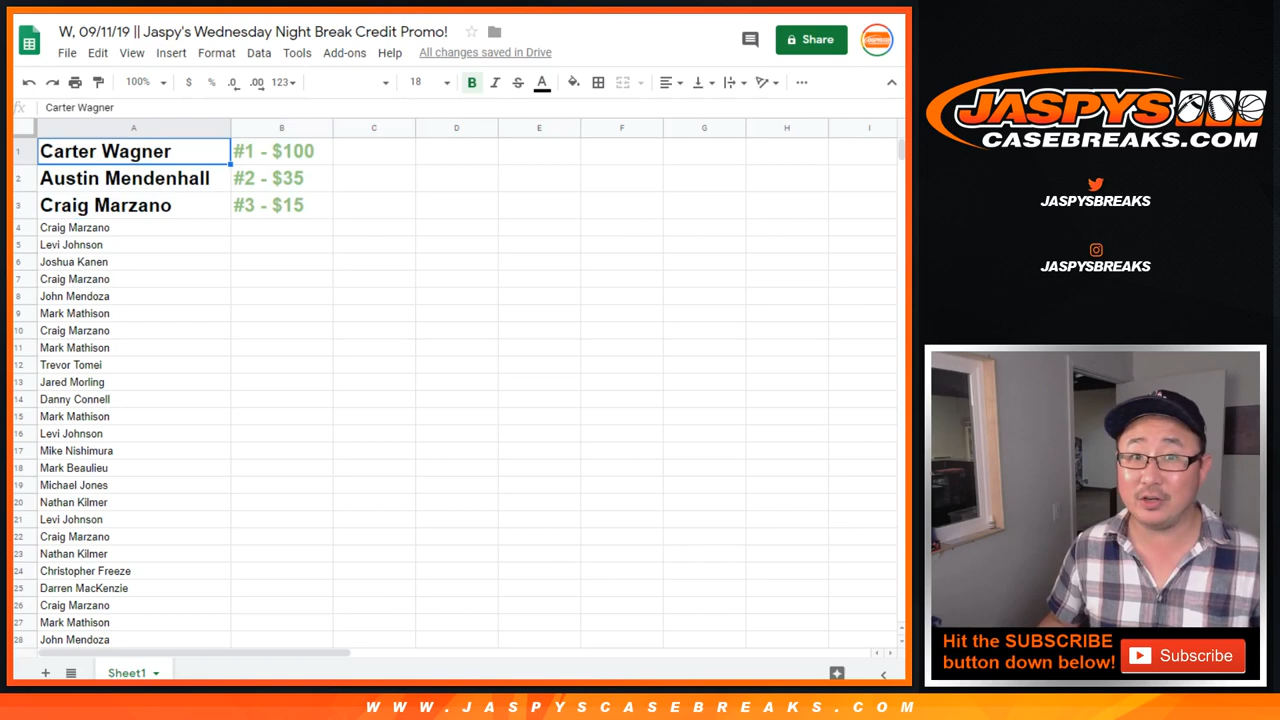 W, 09/11/19 || Jaspy's Wednesday Night Break Credit Promo!
File Edit View Insert Format Data Tools Add-ons Help All changes saved in Drive
Share
100% $ % .0 .00 123 18 B I S A
fx Carter Wagner
A B C D E F G H I
1 Carter Wagner #1 - $100
2 Austin Mendenhall #2 - $35
3 Craig Marzano #3 - $15
4 Craig Marzano
5 Levi Johnson
6 Joshua Kanen
7 Craig Marzano
8 John Mendoza
9 Mark Mathison
10 Craig Marzano
11 Mark Mathison
12 Trevor Tomei
13 Jared Morling
14 Danny Connell
15 Mark Mathison
16 Levi Johnson
17 Mike Nishimura
18 Mark Beaulieu
19 Michael Jones
20 Nathan Kilmer
21 Levi Johnson
22 Craig Marzano
23 Nathan Kilmer
24 Christopher Freeze
25 Darren MacKenzie
26 Craig Marzano
27 Mark Mathison
28 John Mendoza
Sheet1
JASPYS
CASEBREAKS.COM
JASPYSBREAKS
JASPYSBREAKS
Hit the SUBSCRIBE
button down below!
Subscribe
WWW.JASPYSCASEBREAKS.COM